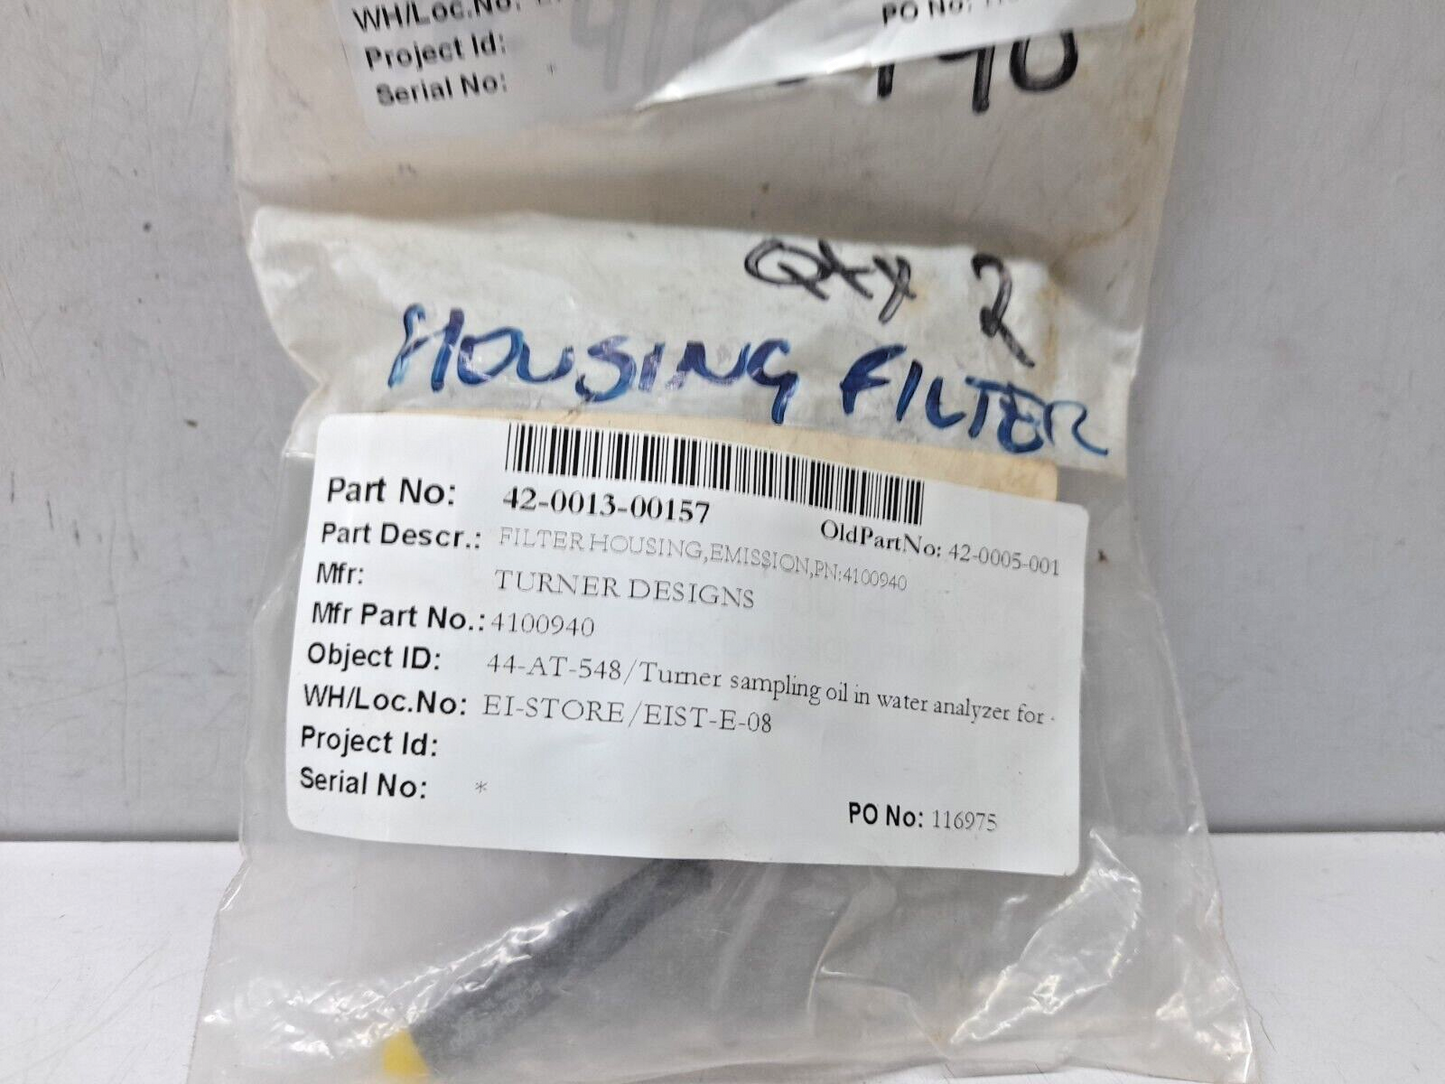 WH/Loc.No:
PO No:
Project Id:
Serial No: *
Qty 2
HOUSING FILTER
Part No: 42-0013-00157
OldPartNo: 42-0005-001
Part Descr.: FILTER HOUSING,EMISSION,PN:4100940
Mfr: TURNER DESIGNS
Mfr Part No.: 4100940
Object ID: 44-AT-548/Turner sampling oil in water analyzer for
WH/Loc.No: EI-STORE/EIST-E-08
Project Id:
Serial No: *
PO No: 116975